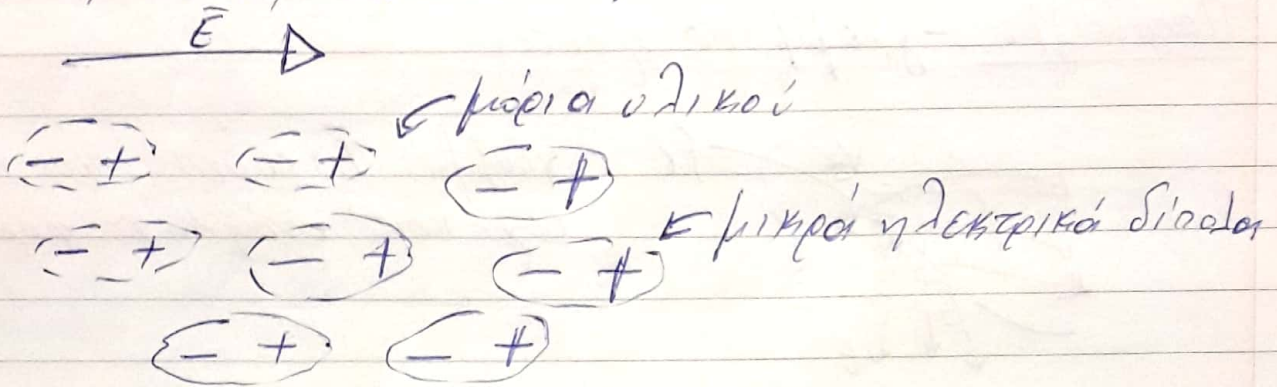 Ē
μόρια υλικού
- + - + - +
μικρά ηλεκτρικά δίπολα
- + - + - +
- + - +